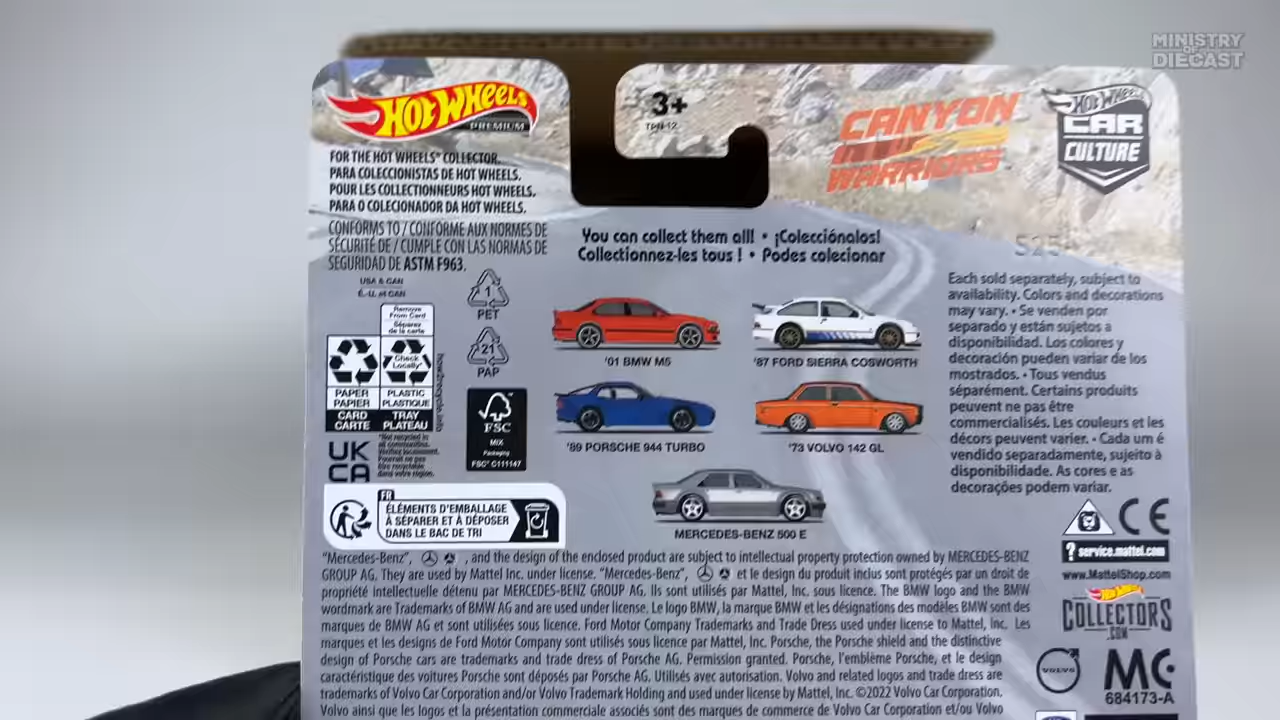 MINISTRY
OF
DIECAST
HOT WHEELS
PREMIUM
3+
CANYON
WARRIORS
HOT WHEELS
CAR
CULTURE
FOR THE HOT WHEELS® COLLECTOR.
PARA COLECCIONISTAS DE HOT WHEELS.
POUR LES COLLECTIONNEURS HOT WHEELS.
PARA O COLECIONADOR DA HOT WHEELS.
CONFORMS TO / CONFORME AUX NORMES DE
SÉCURITÉ DE / CUMPLE CON LAS NORMAS DE
SEGURIDAD DE ASTM F963.
USA & CAN
É.-U. et CAN
You can collect them all! • ¡Colecciónalos!
Collectionnez-les tous ! • Podes colecionar
1
PET
21
PAP
Remove
From Card
Séparez
de la carte
Check
Locally*
PAPER
PAPIER
PLASTIC
PLASTIQUE
CARD
CARTE
TRAY
PLATEAU
how2recycle.info
*Not recycled in
all communities.
UK
CA
FSC
MIX
Packaging
FSC® C111147
'01 BMW M5
'87 FORD SIERRA COSWORTH
'89 PORSCHE 944 TURBO
'73 VOLVO 142 GL
MERCEDES-BENZ 500 E
Each sold separately, subject to
availability. Colors and decorations
may vary. • Se venden por
separado y están sujetos a
disponibilidad. Los colores y
decoración pueden variar de los
mostrados. • Tous vendus
séparément. Certains produits
peuvent ne pas être
commercialisés. Les couleurs et les
décors peuvent varier. • Cada um é
vendido separadamente, sujeito à
disponibilidade. As cores e as
decorações podem variar.
FR
ÉLÉMENTS D'EMBALLAGE
À SÉPARER ET À DÉPOSER
DANS LE BAC DE TRI
CE
? service.mattel.com
www.MattelShop.com
HOT WHEELS
COLLECTORS
.COM
VOLVO
MC
684173-A
"Mercedes-Benz", , and the design of the enclosed product are subject to intellectual property protection owned by MERCEDES-BENZ
GROUP AG. They are used by Mattel Inc. under license. "Mercedes-Benz", et le design du produit inclus sont protégés par un droit de
propriété intellectuel détenu par MERCEDES-BENZ GROUP AG. Ils sont utilisés par Mattel, Inc. sous licence. The BMW logo and the BMW
wordmark are Trademarks of BMW AG and are used under license. Le logo BMW, la marque BMW et les désignations des modèles BMW sont des
marques de BMW AG et sont utilisées sous licence. Ford Motor Company Trademarks and Trade Dress used under license to Mattel, Inc. Les
marques et les designs de Ford Motor Company sont utilisés sous licence par Mattel, Inc. Porsche, the Porsche shield and the distinctive
design of Porsche cars are trademarks and trade dress of Porsche AG. Permission granted. Porsche, l'emblème Porsche, et le design
caractéristique des voitures Porsche sont déposés par Porsche AG. Utilisés avec autorisation. Volvo and related logos and trade dress are
trademarks of Volvo Car Corporation and/or Volvo Trademark Holding and used under license by Mattel, Inc. ©2022 Volvo Car Corporation.
Volvo ainsi que les logos et la présentation commerciale associés sont des marques de commerce de Volvo Car Corporation et/ou Volvo